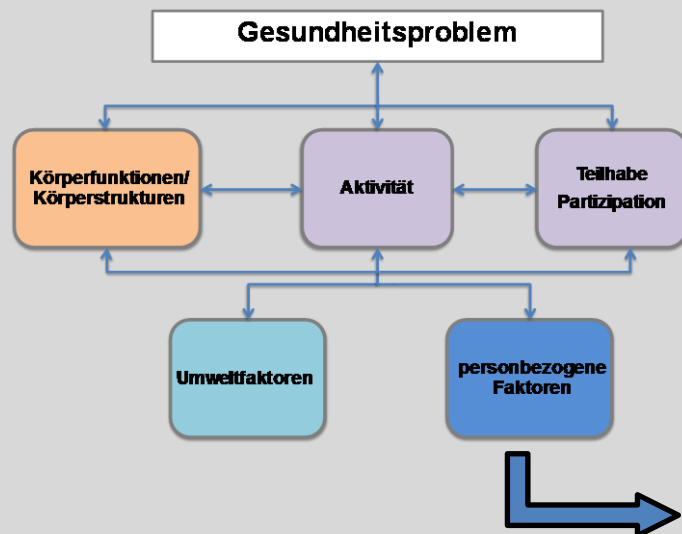 Gesundheitsproblem
Körperfunktionen/
Körperstrukturen
Aktivität
Teilhabe
Partizipation
Umweltfaktoren
personbezogene
Faktoren